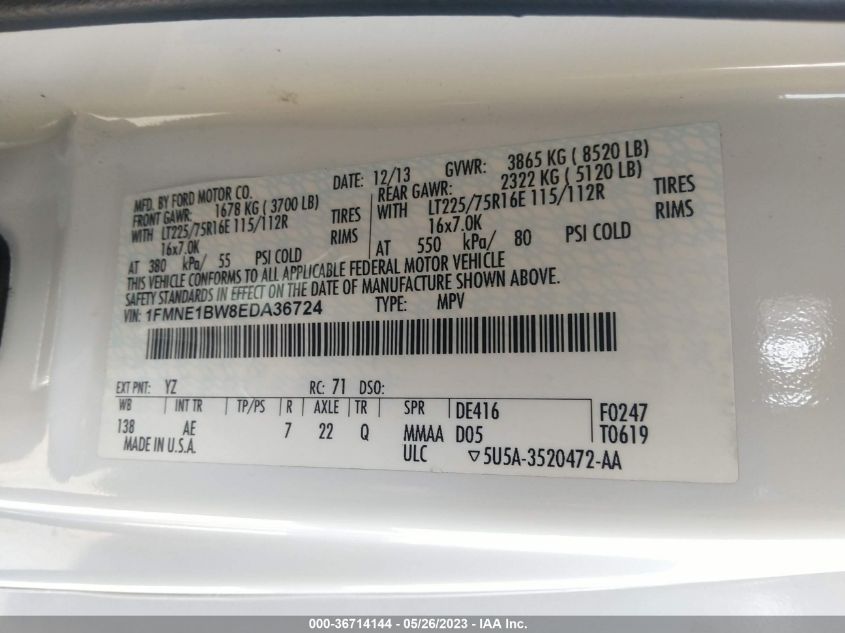 MFD. BY FORD MOTOR CO.
DATE: 12/13
GVWR: 3865 KG ( 8520 LB)
FRONT GAWR: 1678 KG ( 3700 LB)
REAR GAWR: 2322 KG ( 5120 LB)
WITH LT225/75R16E 115/112R TIRES
WITH LT225/75R16E 115/112R TIRES
16x7.0K RIMS
16x7.0K RIMS
AT 380 kPa/ 55 PSI COLD
AT 550 kPa/ 80 PSI COLD
THIS VEHICLE CONFORMS TO ALL APPLICABLE FEDERAL MOTOR VEHICLE
SAFETY STANDARDS IN EFFECT ON THE DATE OF MANUFACTURE SHOWN ABOVE.
VIN: 1FMNE1BW8EDA36724 TYPE: MPV
EXT PNT: YZ RC: 71 DSO:
WB INT TR TP/PS R AXLE TR SPR DE416 F0247
138 AE 7 22 Q MMAA D05 T0619
MADE IN U.S.A. ULC ▽5U5A-3520472-AA
000-36714144 - 05/26/2023 - IAA Inc.